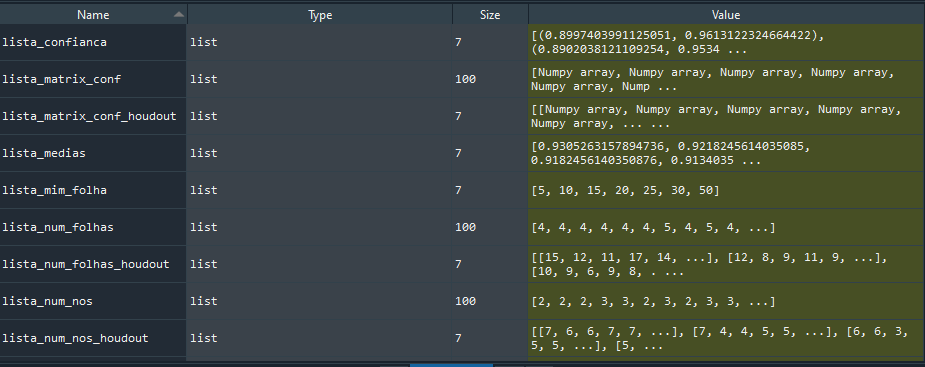 Name Type Size Value
lista_confianca list 7 [(0.8997403991125051, 0.9613122324664422),
(0.8902038121109254, 0.9534 ...
lista_matrix_conf list 100 [Numpy array, Numpy array, Numpy array, Numpy array,
Numpy array, Nump ...
lista_matrix_conf_houdout list 7 [[Numpy array, Numpy array, Numpy array, Numpy array,
Numpy array, ... ...
lista_medias list 7 [0.9305263157894736, 0.9218245614035085,
0.9182456140350876, 0.9134035 ...
lista_mim_folha list 7 [5, 10, 15, 20, 25, 30, 50]
lista_num_folhas list 100 [4, 4, 4, 4, 4, 4, 5, 4, 5, 4, ...]
lista_num_folhas_houdout list 7 [[15, 12, 11, 17, 14, ...], [12, 8, 9, 11, 9, ...],
[10, 9, 6, 9, 8, . ...
lista_num_nos list 100 [2, 2, 2, 3, 3, 2, 3, 2, 3, 3, ...]
lista_num_nos_houdout list 7 [[7, 6, 6, 7, 7, ...], [7, 4, 4, 5, 5, ...], [6, 6, 3,
5, 5, ...], [5, ...